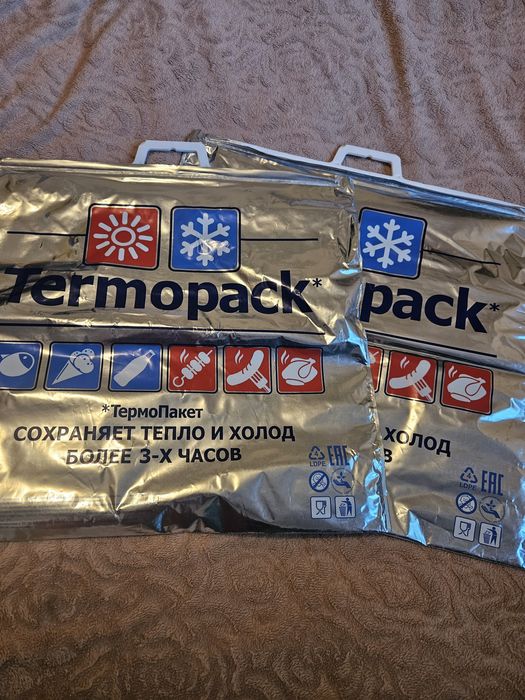 Termopack*
*ТермоПакет
СОХРАНЯЕТ ТЕПЛО И ХОЛОД
БОЛЕЕ 3-Х ЧАСОВ
LDPE EAC
pack*
ХОЛОД
В
LDPE EAC